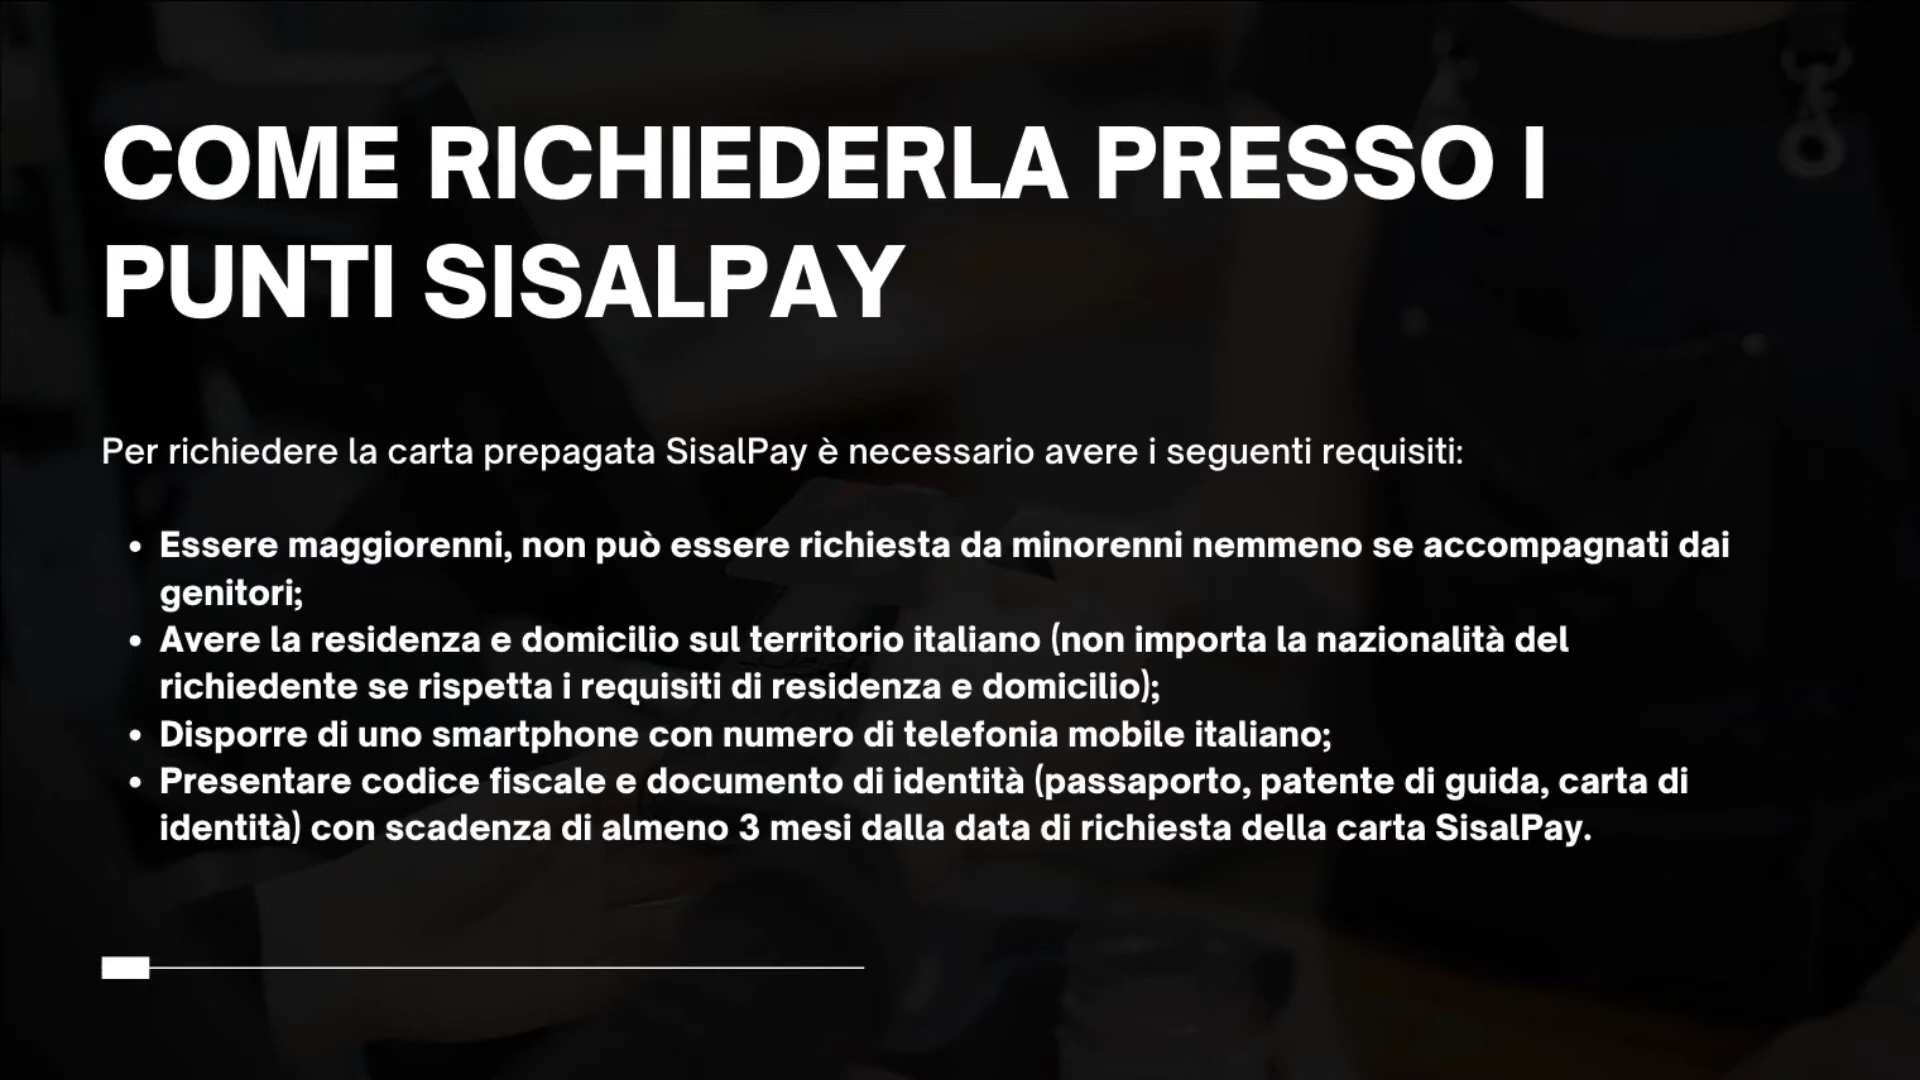 COME RICHIEDERLA PRESSO I
PUNTI SISALPAY
Per richiedere la carta prepagata SisalPay è necessario avere i seguenti requisiti:
• Essere maggiorenni, non può essere richiesta da minorenni nemmeno se accompagnati dai
genitori;
• Avere la residenza e domicilio sul territorio italiano (non importa la nazionalità del
richiedente se rispetta i requisiti di residenza e domicilio);
• Disporre di uno smartphone con numero di telefonia mobile italiano;
• Presentare codice fiscale e documento di identità (passaporto, patente di guida, carta di
identità) con scadenza di almeno 3 mesi dalla data di richiesta della carta SisalPay.